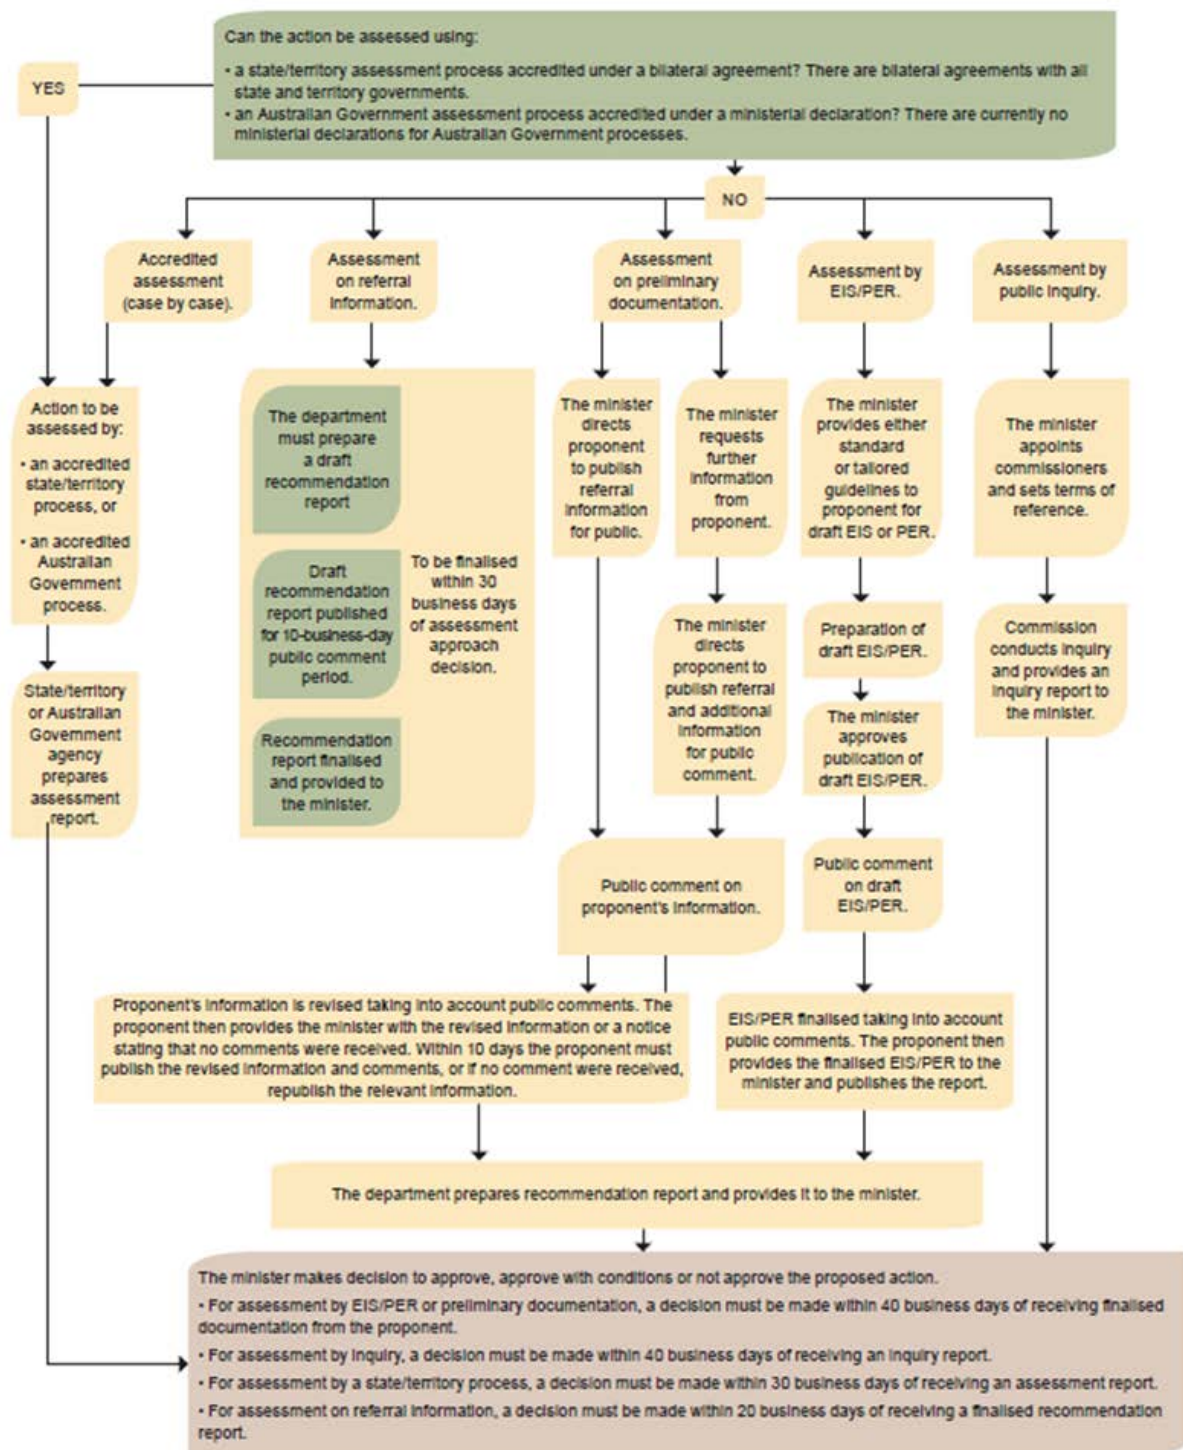 Can the action be assessed using:
• a state/territory assessment process accredited under a bilateral agreement? There are bilateral agreements with all
state and territory governments.
• an Australian Government assessment process accredited under a ministerial declaration? There are currently no
ministerial declarations for Australian Government processes.
YES
NO
Accredited
assessment
(case by case).
Assessment
on referral
information.
Assessment
on preliminary
documentation.
Assessment by
EIS/PER.
Assessment by
public inquiry.
Action to be
assessed by:
• an accredited
state/territory
process, or
• an accredited
Australian
Government
process.
State/territory
or Australian
Government
agency
prepares
assessment
report.
The department
must prepare
a draft
recommendation
report
Draft
recommendation
report published
for 10-business-day
public comment
period.
Recommendation
report finalised
and provided to
the minister.
To be finalised
within 30
business days
of assessment
approach
decision.
The minister
directs
proponent
to publish
referral
information
for public.
The minister
requests
further
information
from
proponent.
The minister
directs
proponent to
publish referral
and additional
information
for public
comment.
Public comment on
proponent's information.
The minister
provides either
standard
or tailored
guidelines to
proponent for
draft EIS or PER.
Preparation of
draft EIS/PER.
The minister
approves
publication of
draft EIS/PER.
Public comment
on draft
EIS/PER.
The minister
appoints
commissioners
and sets terms of
reference.
Commission
conducts inquiry
and provides an
inquiry report to
the minister.
Proponent's information is revised taking into account public comments. The
proponent then provides the minister with the revised information or a notice
stating that no comments were received. Within 10 days the proponent must
publish the revised information and comments, or if no comment were received,
republish the relevant information.
EIS/PER finalised taking into account
public comments. The proponent then
provides the finalised EIS/PER to the
minister and publishes the report.
The department prepares recommendation report and provides it to the minister.
The minister makes decision to approve, approve with conditions or not approve the proposed action.
• For assessment by EIS/PER or preliminary documentation, a decision must be made within 40 business days of receiving finalised
documentation from the proponent.
• For assessment by inquiry, a decision must be made within 40 business days of receiving an inquiry report.
• For assessment by a state/territory process, a decision must be made within 30 business days of receiving an assessment report.
• For assessment on referral information, a decision must be made within 20 business days of receiving a finalised recommendation
report.